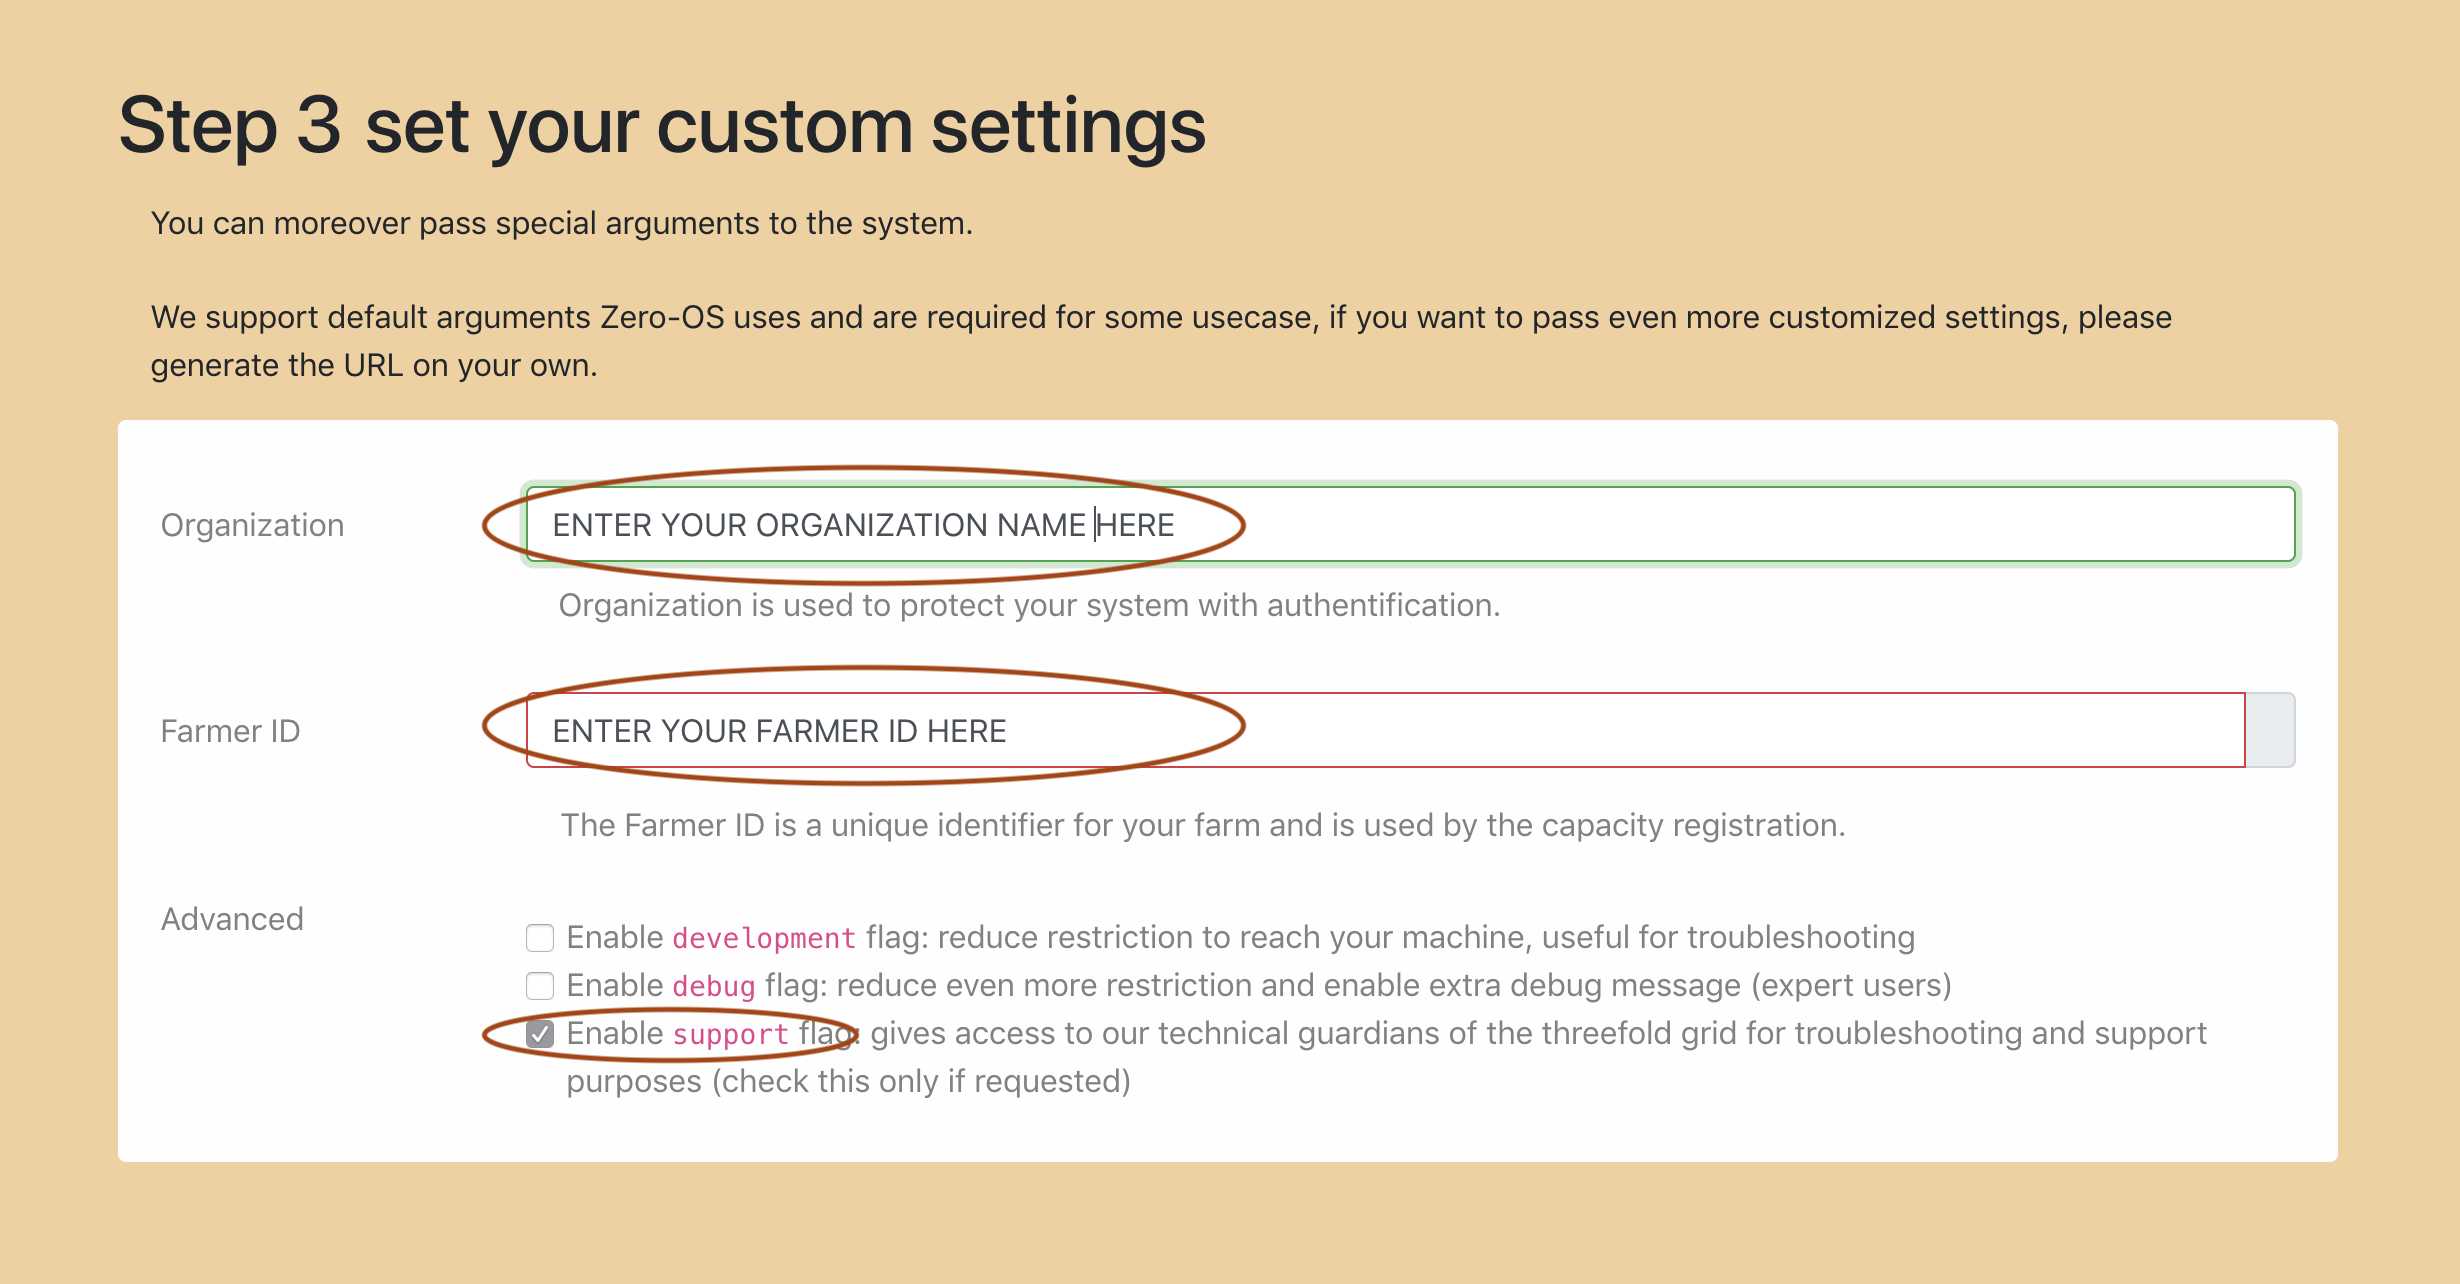 Step 3 set your custom settings
You can moreover pass special arguments to the system.
We support default arguments Zero-OS uses and are required for some usecase, if you want to pass even more customized settings, please
generate the URL on your own.
Organization
ENTER YOUR ORGANIZATION NAME HERE
Organization is used to protect your system with authentification.
Farmer ID
ENTER YOUR FARMER ID HERE
The Farmer ID is a unique identifier for your farm and is used by the capacity registration.
Advanced
Enable development flag: reduce restriction to reach your machine, useful for troubleshooting
Enable debug flag: reduce even more restriction and enable extra debug message (expert users)
Enable support flag: gives access to our technical guardians of the threefold grid for troubleshooting and support
purposes (check this only if requested)